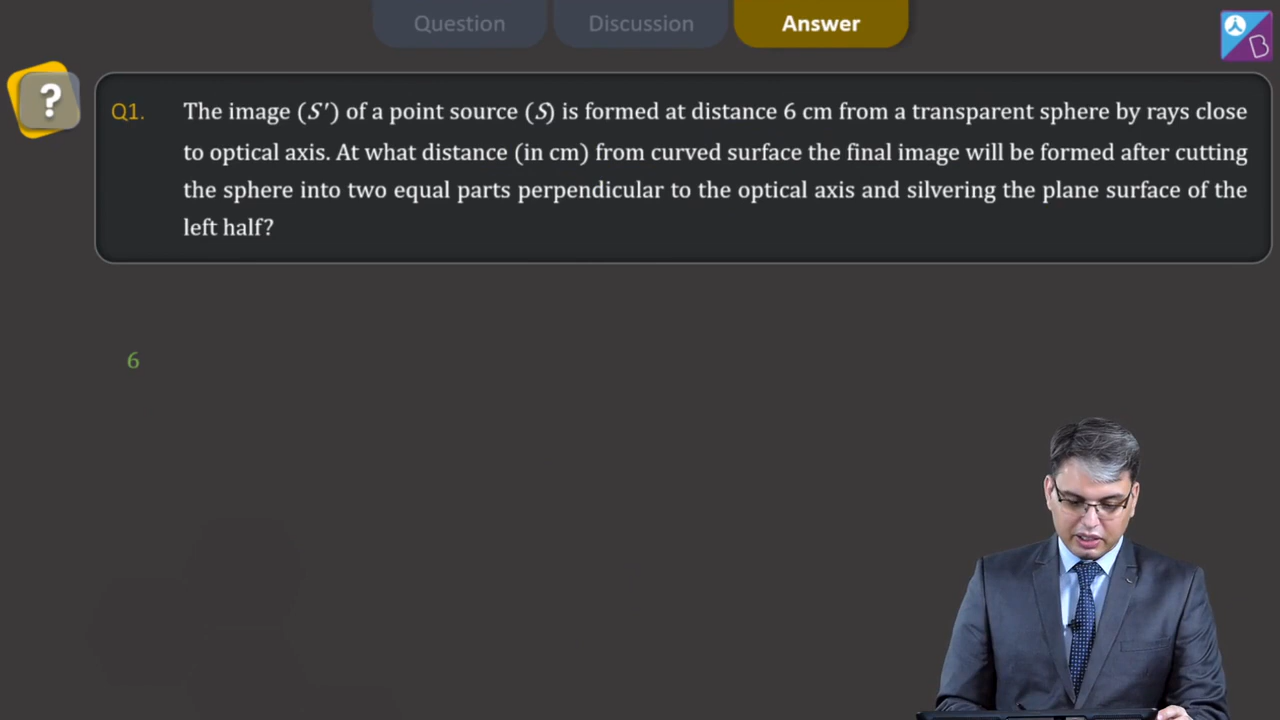 Question Discussion Answer
?
Q1. The image (S′) of a point source (S) is formed at distance 6 cm from a transparent sphere by rays close
to optical axis. At what distance (in cm) from curved surface the final image will be formed after cutting
the sphere into two equal parts perpendicular to the optical axis and silvering the plane surface of the
left half?
6
B